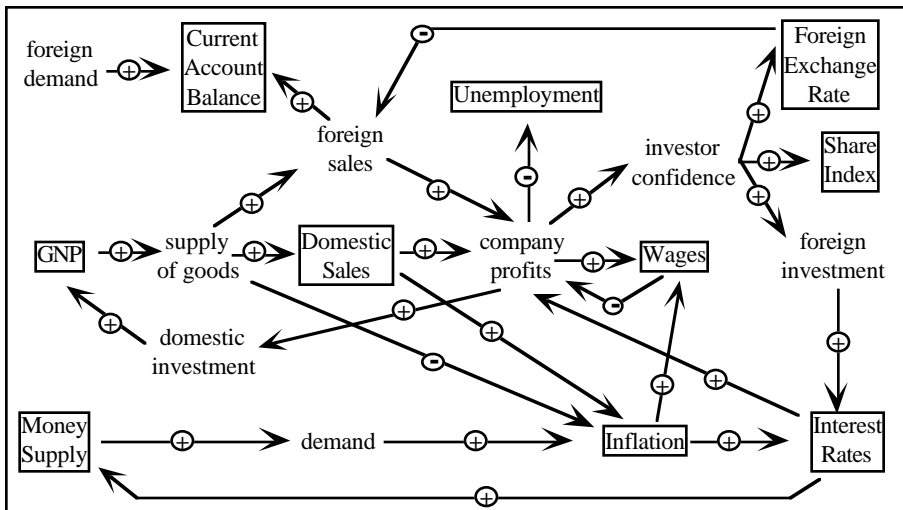 foreign
demand
+
Current
Account
Balance
+
-
Foreign
Exchange
Rate
Unemployment
foreign
sales
+
-
+
investor
confidence
+
+
+
Share
Index
+
GNP
+
supply
of goods
+
Domestic
Sales
+
company
profits
+
Wages
-
foreign
investment
+
domestic
investment
+
+
-
+
+
+
Money
Supply
+
demand
+
Inflation
+
Interest
Rates
+